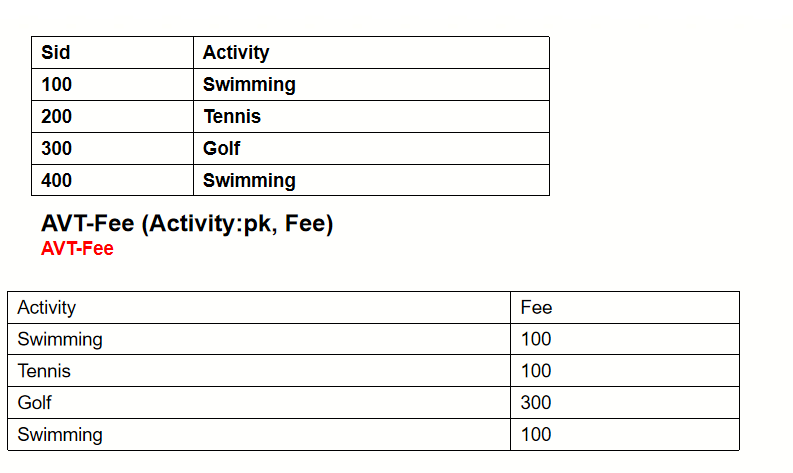 Sid Activity
100 Swimming
200 Tennis
300 Golf
400 Swimming
AVT-Fee (Activity:pk, Fee)
AVT-Fee
Activity Fee
Swimming 100
Tennis 100
Golf 300
Swimming 100